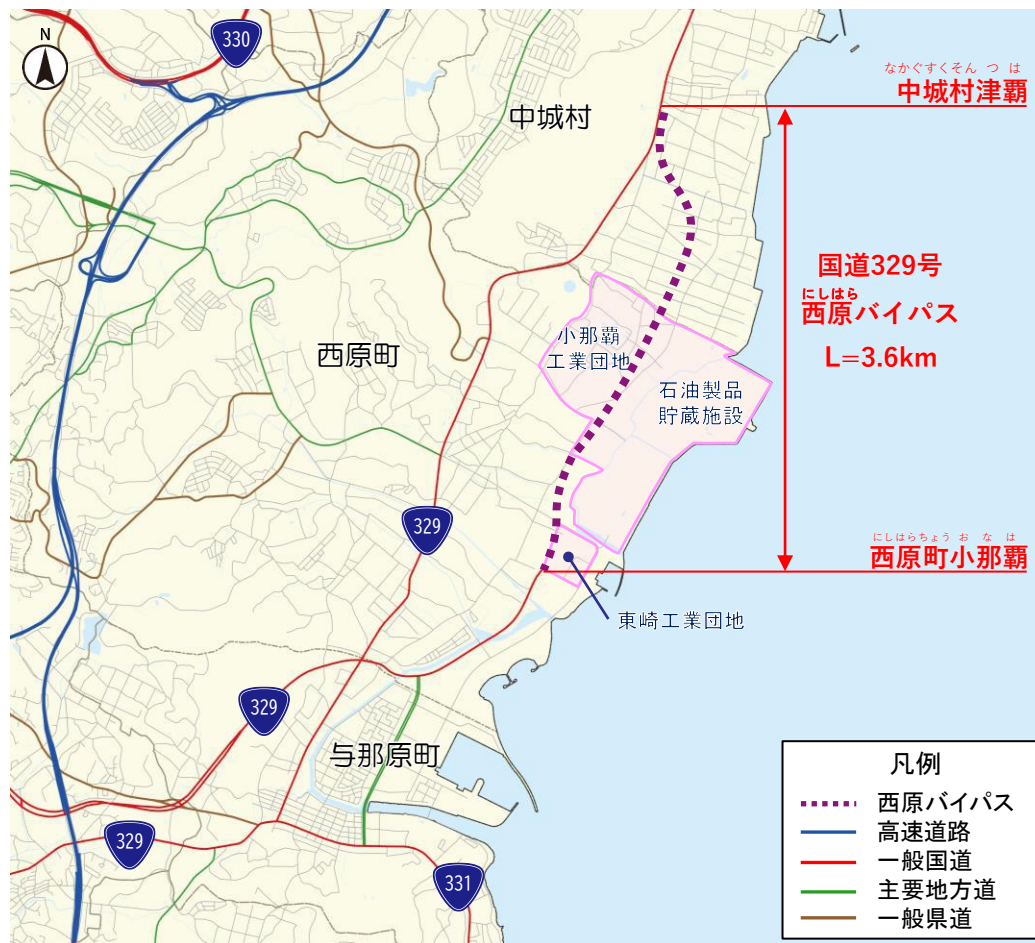 N
330
中城村
なかぐすくそん つ は
中城村津覇
国道329号
にしはら
西原バイパス
L=3.6km
小那覇
工業団地
西原町
石油製品
貯蔵施設
329
にしはらちょう お な は
西原町小那覇
東崎工業団地
329
与那原町
329
331
凡例
西原バイパス
高速道路
一般国道
主要地方道
一般県道